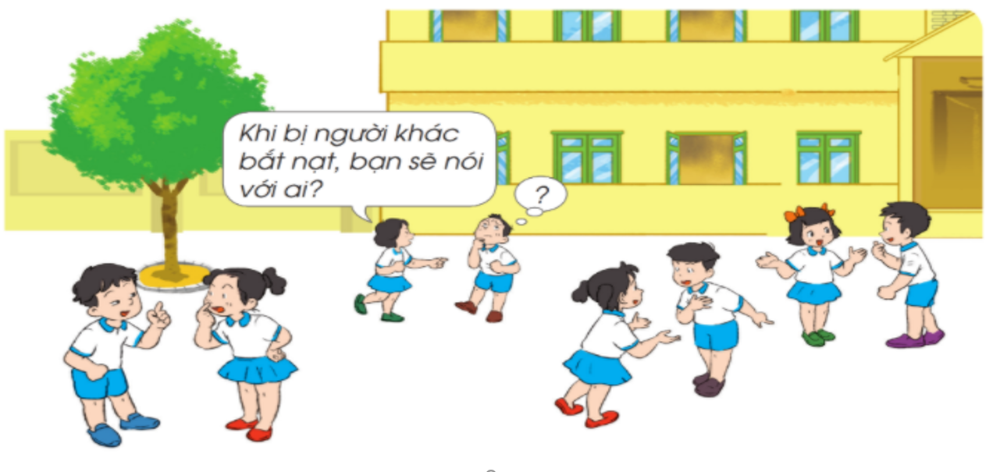 Khi bị người khác
bắt nạt, bạn sẽ nói
với ai?
?